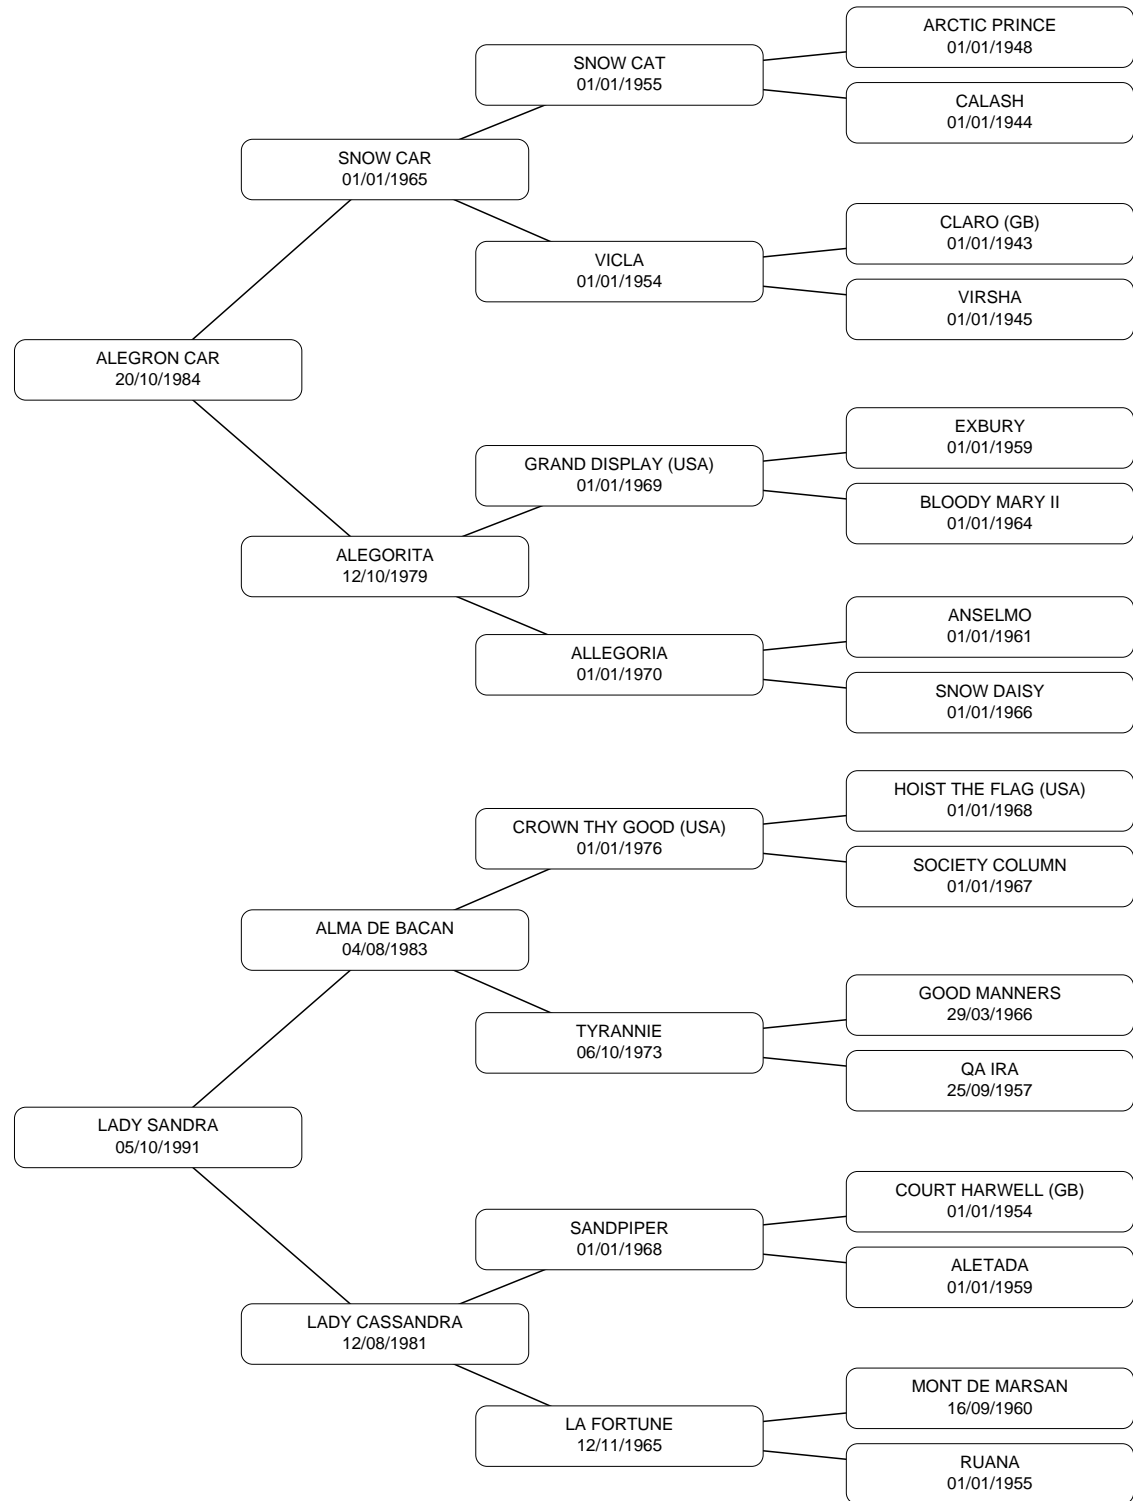 ARCTIC PRINCE
01/01/1948
SNOW CAT
01/01/1955
CALASH
01/01/1944
SNOW CAR
01/01/1965
CLARO (GB)
01/01/1943
VICLA
01/01/1954
VIRSHA
01/01/1945
ALEGRON CAR
20/10/1984
EXBURY
01/01/1959
GRAND DISPLAY (USA)
01/01/1969
BLOODY MARY II
01/01/1964
ALEGORITA
12/10/1979
ANSELMO
01/01/1961
ALLEGORIA
01/01/1970
SNOW DAISY
01/01/1966
HOIST THE FLAG (USA)
01/01/1968
CROWN THY GOOD (USA)
01/01/1976
SOCIETY COLUMN
01/01/1967
ALMA DE BACAN
04/08/1983
GOOD MANNERS
29/03/1966
TYRANNIE
06/10/1973
QA IRA
25/09/1957
LADY SANDRA
05/10/1991
COURT HARWELL (GB)
01/01/1954
SANDPIPER
01/01/1968
ALETADA
01/01/1959
LADY CASSANDRA
12/08/1981
MONT DE MARSAN
16/09/1960
LA FORTUNE
12/11/1965
RUANA
01/01/1955